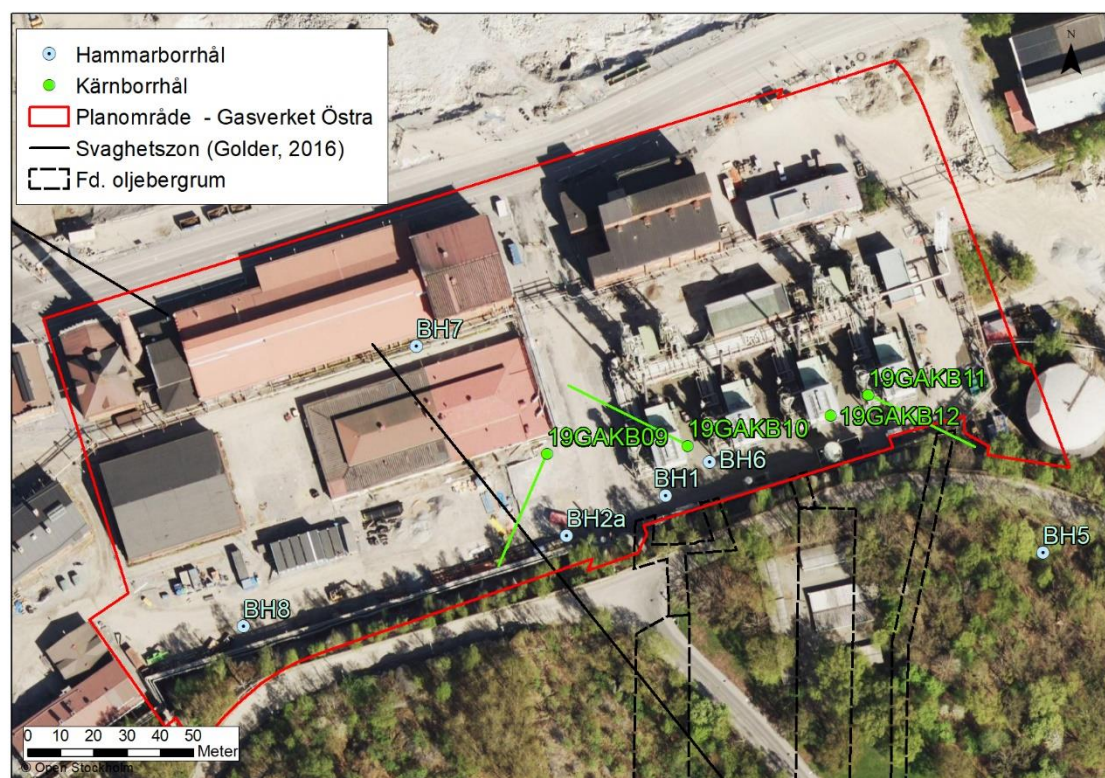 Hammarborrhål
Kärnborrhål
Planområde - Gasverket Östra
Svaghetszon (Golder, 2016)
Fd. oljebergrum
N
BH7
19GAKB11
19GAKB12
19GAKB09
19GAKB10
BH6
BH1
BH2a
BH5
BH8
0 10 20 30 40 50
Meter
© Open Stockholm